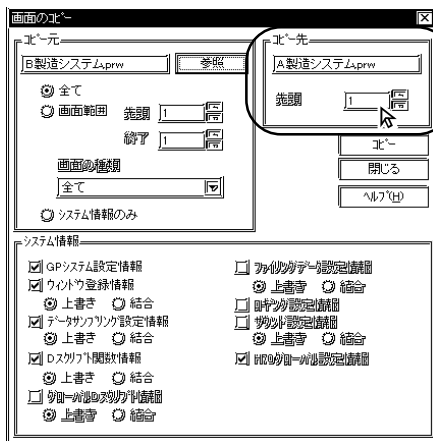 画面のコピー
コピー元
B製造システム.prw
参照
全て
画面範囲 先頭 1
終了 1
画面の種類
全て
システム情報のみ
コピー先
A製造システム.prw
先頭 1
コピー
閉じる
ヘルプ(H)
システム情報
GPシステム設定情報
ウィンドウ登録情報
上書き 結合
データサンプリング設定情報
上書き 結合
Dスクリプト関数情報
上書き 結合
グローバルDスクリプト情報
上書き 結合
ファイリングデータ設定情報
上書き 結合
ロギング設定情報
サウンド設定情報
上書き 結合
グローバル設定情報